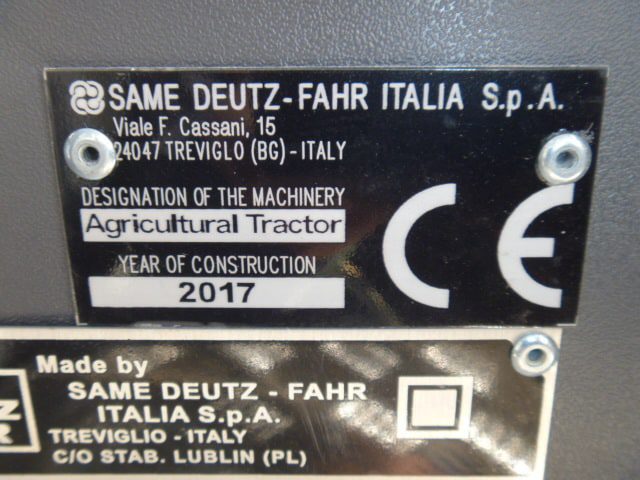 SAME DEUTZ-FAHR ITALIA S.p.A.
Viale F. Cassani, 15
24047 TREVIGLO (BG) - ITALY
DESIGNATION OF THE MACHINERY
Agricultural Tractor
YEAR OF CONSTRUCTION
2017
CE
Made by
SAME DEUTZ - FAHR
ITALIA S.p.A.
TREVIGLIO - ITALY
C/O STAB. LUBLIN (PL)